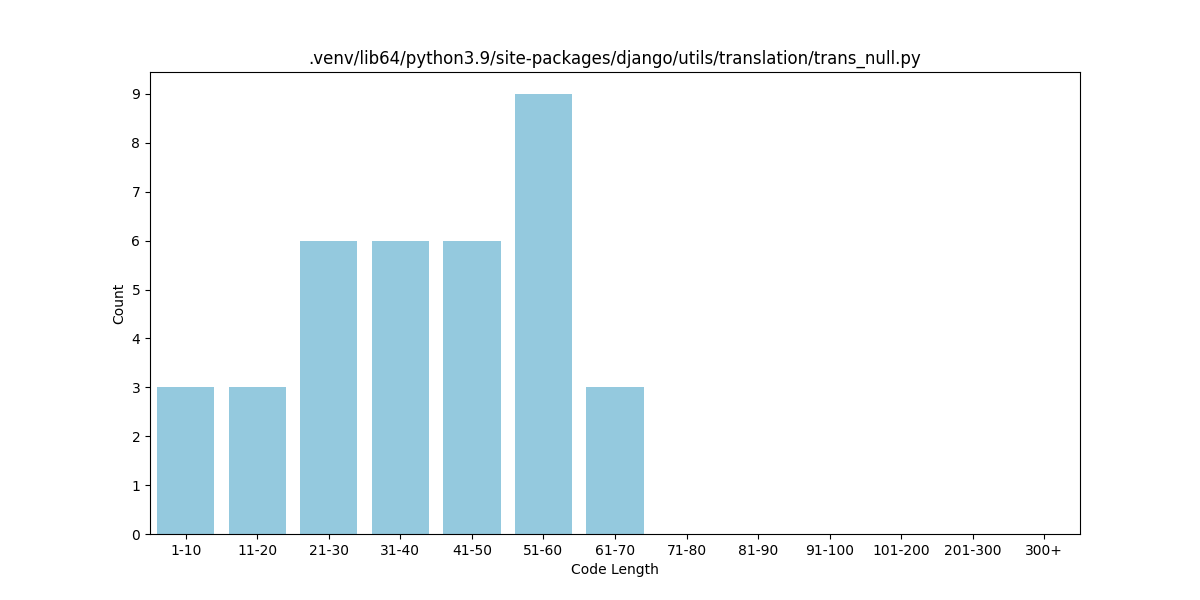 .venv/lib64/python3.9/site-packages/django/utils/translation/trans_null.py
9
8
7
6
5
4
3
2
1
0
Count
1-10 11-20 21-30 31-40 41-50 51-60 61-70 71-80 81-90 91-100 101-200 201-300 300+
Code Length